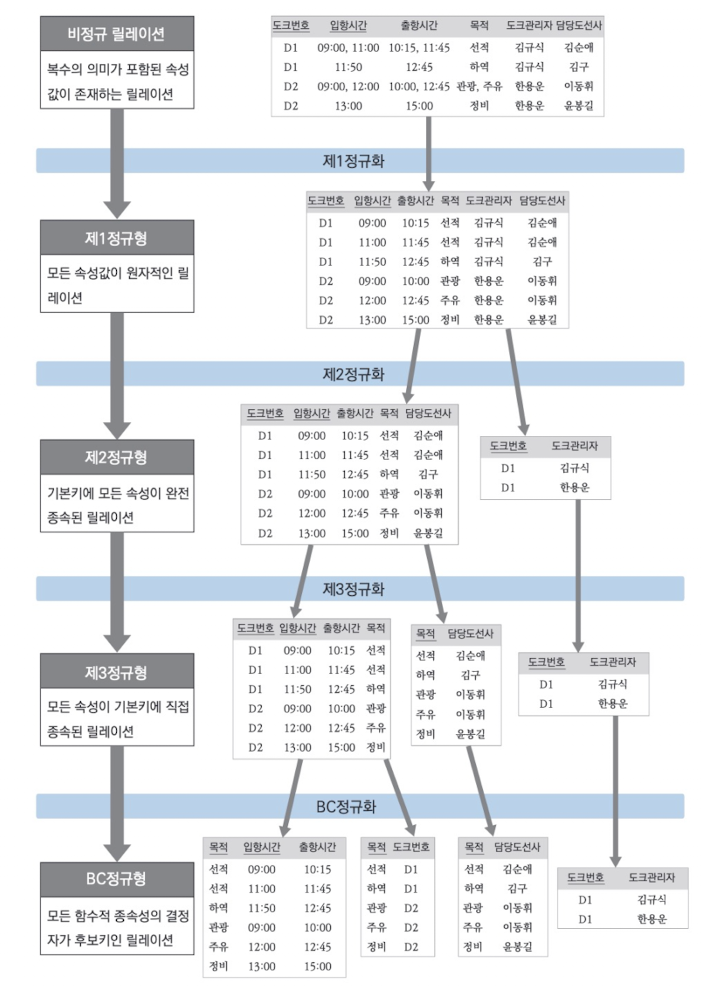 비정규 릴레이션
복수의 의미가 포함된 속성
값이 존재하는 릴레이션
도크번호 입항시간 출항시간 목적 도크관리자 담당도선사
D1 09:00, 11:00 10:15, 11:45 선적 김규식 김순애
D1 11:50 12:45 하역 김규식 김구
D2 09:00, 12:00 10:00, 12:45 관광, 주유 한용운 이동휘
D2 13:00 15:00 정비 한용운 윤봉길
제1정규화
제1정규형
모든 속성값이 원자적인 릴
레이션
도크번호 입항시간 출항시간 목적 도크관리자 담당도선사
D1 09:00 10:15 선적 김규식 김순애
D1 11:00 11:45 선적 김규식 김순애
D1 11:50 12:45 하역 김규식 김구
D2 09:00 10:00 관광 한용운 이동휘
D2 12:00 12:45 주유 한용운 이동휘
D2 13:00 15:00 정비 한용운 윤봉길
제2정규화
제2정규형
기본키에 모든 속성이 완전
종속된 릴레이션
도크번호 입항시간 출항시간 목적 담당도선사
D1 09:00 10:15 선적 김순애
D1 11:00 11:45 선적 김순애
D1 11:50 12:45 하역 김구
D2 09:00 10:00 관광 이동휘
D2 12:00 12:45 주유 이동휘
D2 13:00 15:00 정비 윤봉길
도크번호 도크관리자
D1 김규식
D1 한용운
제3정규화
제3정규형
모든 속성이 기본키에 직접
종속된 릴레이션
도크번호 입항시간 출항시간 목적
D1 09:00 10:15 선적
D1 11:00 11:45 선적
D1 11:50 12:45 하역
D2 09:00 10:00 관광
D2 12:00 12:45 주유
D2 13:00 15:00 정비
목적 담당도선사
선적 김순애
하역 김구
관광 이동휘
주유 이동휘
정비 윤봉길
도크번호 도크관리자
D1 김규식
D1 한용운
BC정규화
BC정규형
모든 함수적 종속성의 결정
자가 후보키인 릴레이션
목적 입항시간 출항시간
선적 09:00 10:15
선적 11:00 11:45
하역 11:50 12:45
관광 09:00 10:00
주유 12:00 12:45
정비 13:00 15:00
목적 도크번호
선적 D1
하역 D1
관광 D2
주유 D2
정비 D2
목적 담당도선사
선적 김순애
하역 김구
관광 이동휘
주유 이동휘
정비 윤봉길
도크번호 도크관리자
D1 김규식
D1 한용운